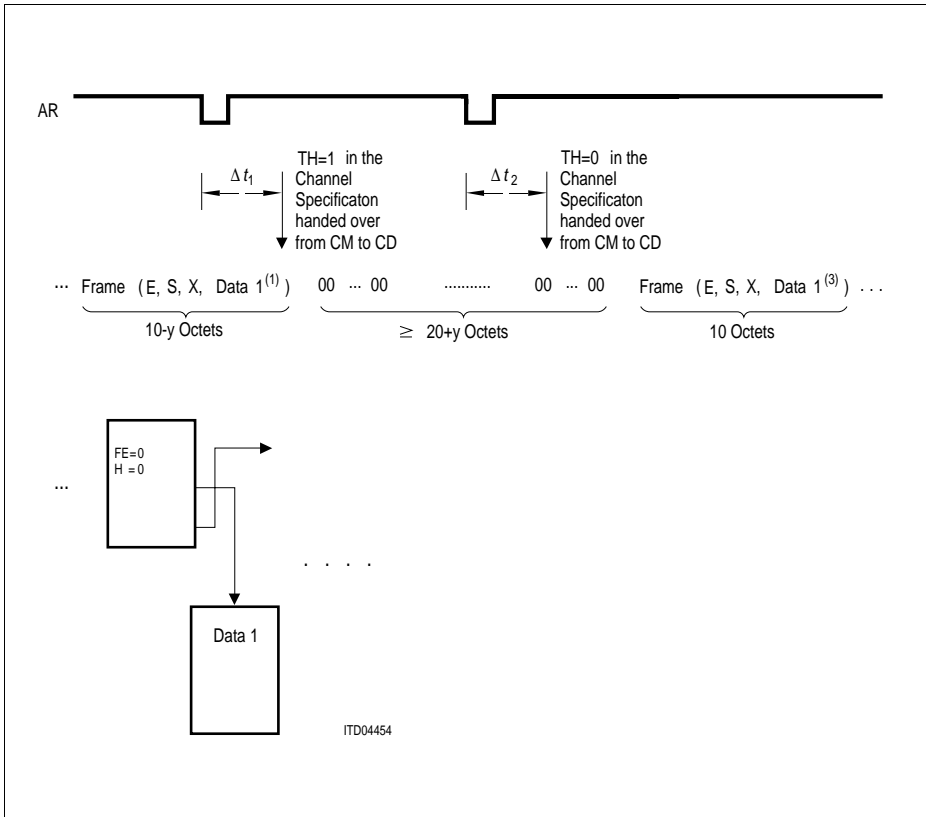 AR
Δ t1
TH=1 in the
Channel
Specificaton
handed over
from CM to CD
Δ t2
TH=0 in the
Channel
Specificaton
handed over
from CM to CD
... Frame (E, S, X, Data 1(1)) 00 ... 00 ........... 00 ... 00 Frame (E, S, X, Data 1(3)) ...
10-y Octets ≥ 20+y Octets 10 Octets
FE=0
H =0
...
. . . .
Data 1
ITD04454